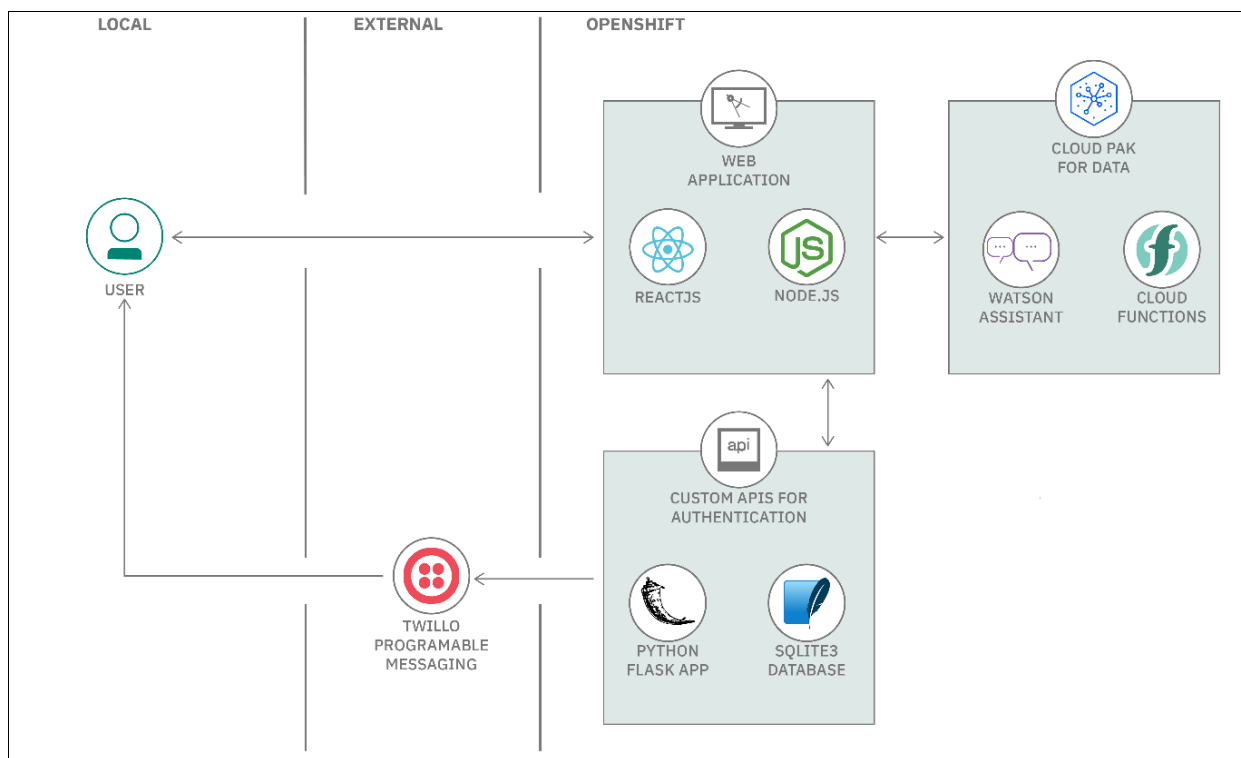 LOCAL
EXTERNAL
OPENSHIFT
WEB
APPLICATION
REACTJS
JS
NODE.JS
CLOUD PAK
FOR DATA
WATSON
ASSISTANT
CLOUD
FUNCTIONS
USER
api
CUSTOM APIS FOR
AUTHENTICATION
TWILLO
PROGRAMABLE
MESSAGING
PYTHON
FLASK APP
SQLITE3
DATABASE